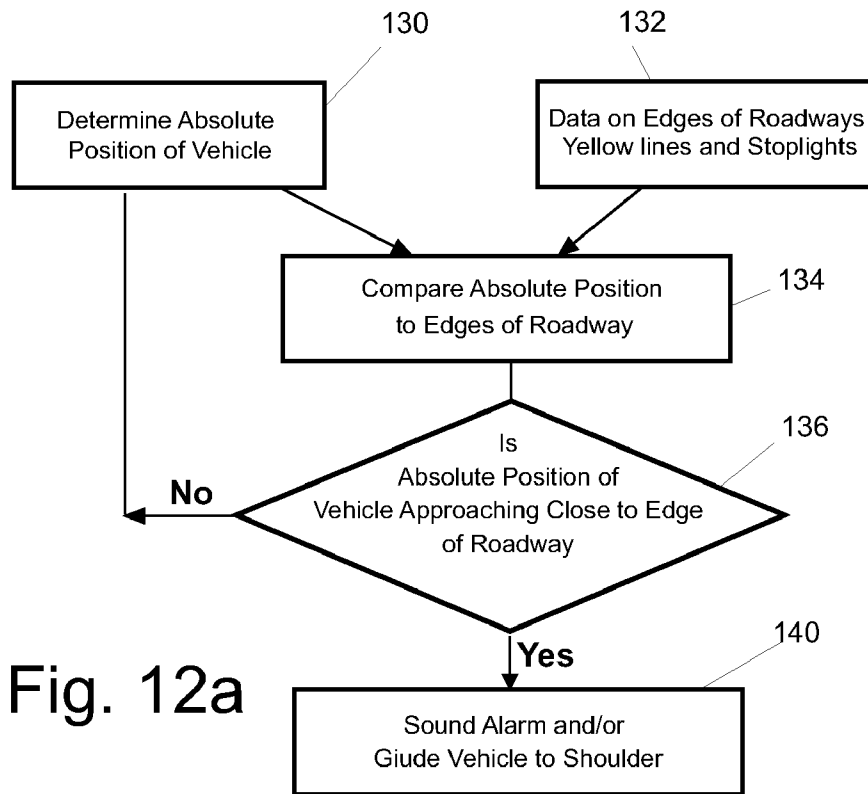 130
132
Determine Absolute
Position of Vehicle
Data on Edges of Roadways
Yellow lines and Stoplights
Compare Absolute Position
to Edges of Roadway
134
Is
Absolute Position of
Vehicle Approaching Close to Edge
of Roadway
136
No
Yes
140
Sound Alarm and/or
Giude Vehicle to Shoulder
Fig. 12a